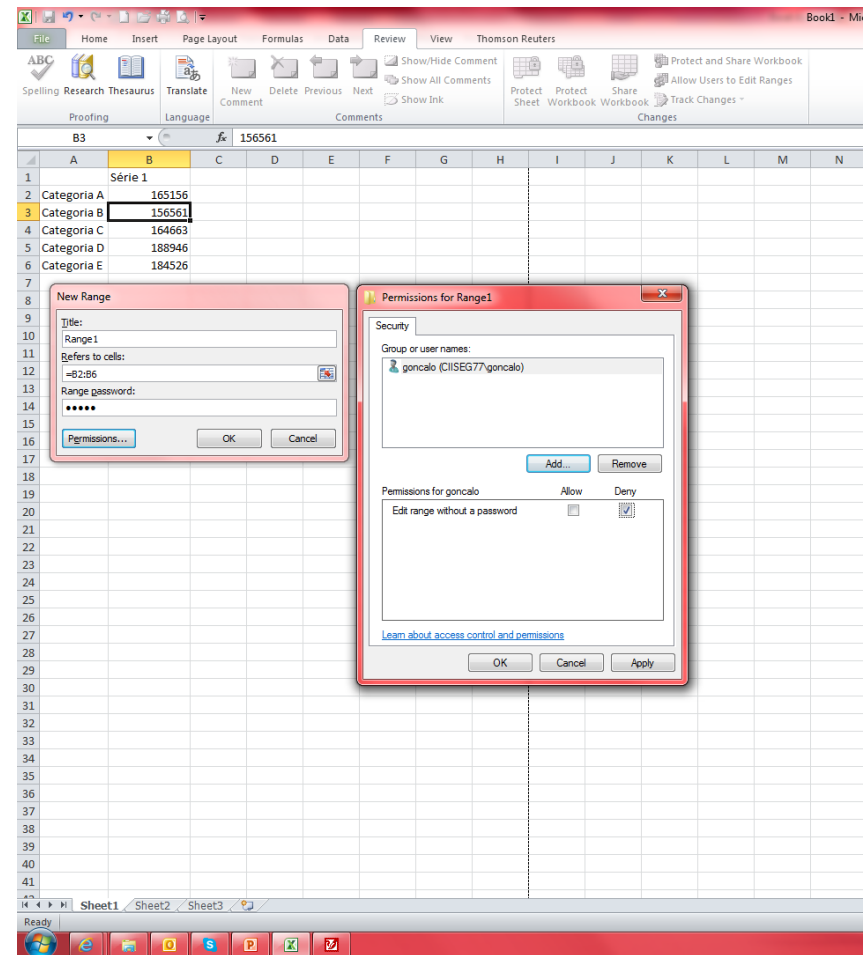 Book1 - Mi
File Home Insert Page Layout Formulas Data Review View Thomson Reuters
ABC
Spelling Research Thesaurus Translate New Comment Delete Previous Next Show/Hide Comment Show All Comments Show Ink Protect Sheet Protect Workbook Share Workbook Protect and Share Workbook Allow Users to Edit Ranges Track Changes
Proofing Language Comments Changes
B3 fx 156561
A B C D E F G H I J K L M N
1 Série 1
2 Categoria A 165156
3 Categoria B 156561
4 Categoria C 164663
5 Categoria D 188946
6 Categoria E 184526
7
8
9
10
11
12
13
14
15
16
17
18
19
20
21
22
23
24
25
26
27
28
29
30
31
32
33
34
35
36
37
38
39
40
41
New Range
Title:
Range1
Refers to cells:
=B2:B6
Range password:
•••••
Permissions... OK Cancel
Permissions for Range1
X
Security
Group or user names:
goncalo (CIISEG77\goncalo)
Add... Remove
Permissions for goncalo Allow Deny
Edit range without a password
Learn about access control and permissions
OK Cancel Apply
Sheet1 Sheet2 Sheet3
Ready